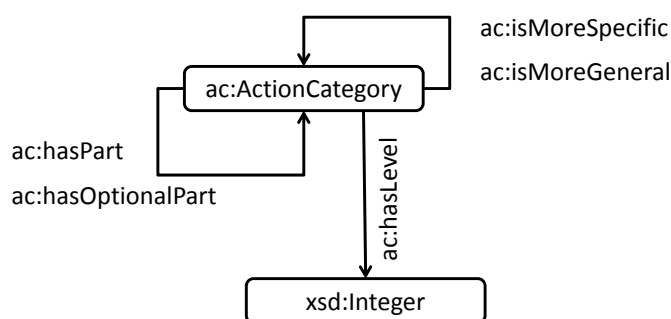 ac:isMoreSpecific
ac:isMoreGeneral
ac:ActionCategory
ac:hasPart
ac:hasOptionalPart
ac:hasLevel
xsd:Integer